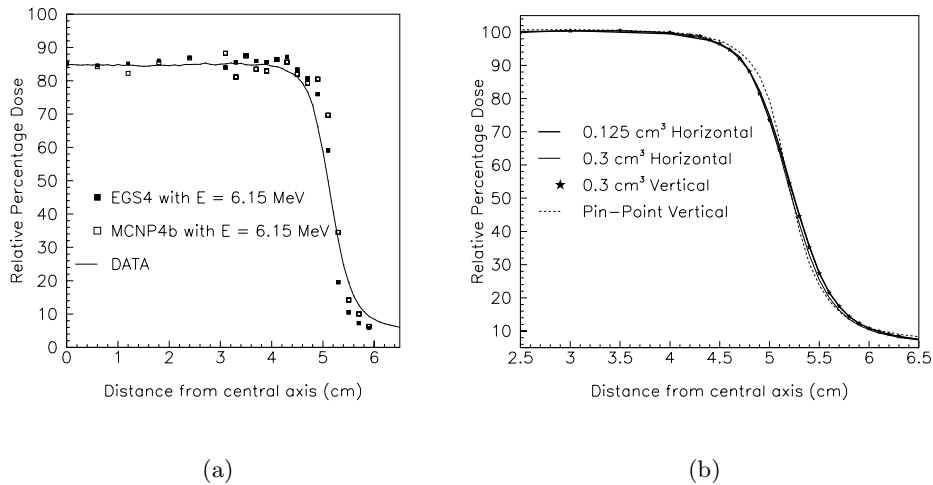 100
90
80
70
60
50
40
30
20
10
0
0 1 2 3 4 5 6
Relative Percentage Dose
EGS4 with E = 6.15 MeV
MCNP4b with E = 6.15 MeV
DATA
Distance from central axis (cm)
(a)
100
90
80
70
60
50
40
30
20
10
2.5 3 3.5 4 4.5 5 5.5 6 6.5
Relative Percentage Dose
0.125 cm³ Horizontal
0.3 cm³ Horizontal
0.3 cm³ Vertical
Pin-Point Vertical
Distance from central axis (cm)
(b)